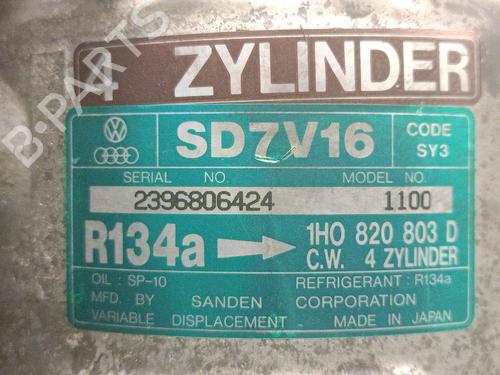 4 ZYLINDER
B-PARTS
SD7V16
CODE
SY3
SERIAL NO.
MODEL NO.
2396806424
1100
R134a
1HO 820 803 D
C.W. 4 ZYLINDER
OIL : SP-10
REFRIGERANT : R134a
MFD. BY SANDEN CORPORATION
VARIABLE DISPLACEMENT - MADE IN JAPAN